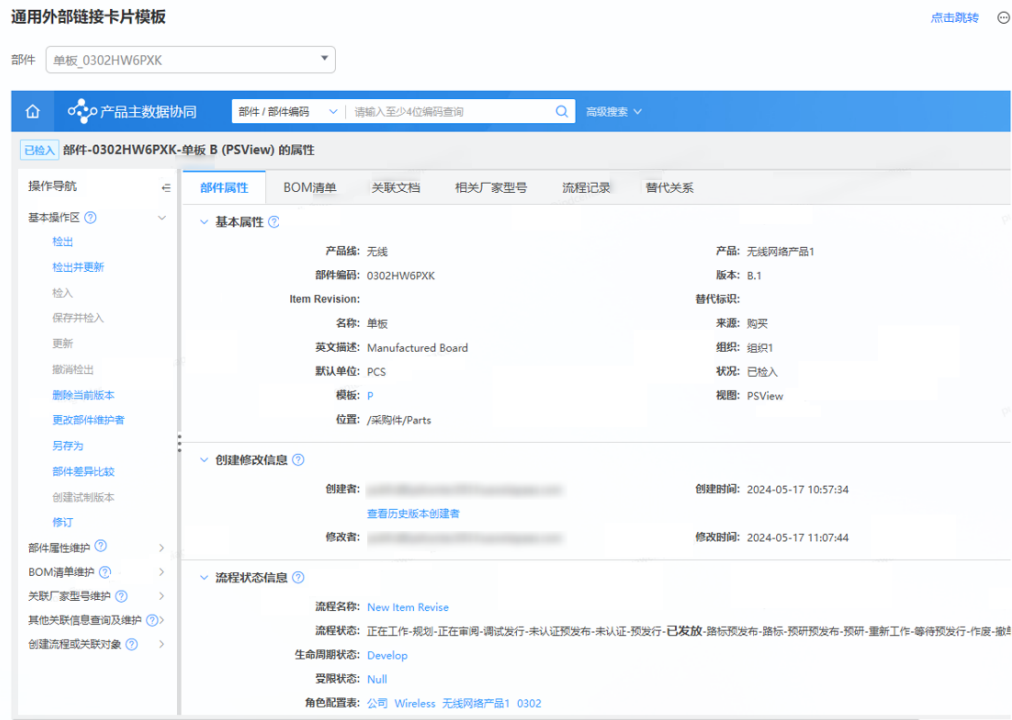 通用外部链接卡片模板 点击跳转
部件 单板_0302HW6PXK
产品主数据协同 部件 / 部件编码 请输入至少4位编码查询 高级搜索
已检入 部件-0302HW6PXK-单板 B (PSView) 的属性
操作导航
基本操作区
检出
检出并更新
检入
保存并检入
更新
撤消检出
删除当前版本
更改部件维护者
另存为
部件差异比较
创建试制版本
修订
部件属性维护
BOM清单维护
关联厂家型号维护
其他关联信息查询及维护
创建流程或关联对象
部件属性 BOM清单 关联文档 相关厂家型号 流程记录 替代关系
基本属性
产品线: 无线 产品: 无线网络产品1
部件编码: 0302HW6PXK 版本: B.1
Item Revision: 替代标识:
名称: 单板 来源: 购买
英文描述: Manufactured Board 组织: 组织1
默认单位: PCS 状况: 已检入
模板: P 视图: PSView
位置: /采购件/Parts
创建修改信息
创建者: 创建时间: 2024-05-17 10:57:34
查看历史版本创建者
修改者: 修改时间: 2024-05-17 11:07:44
流程状态信息
流程名称: New Item Revise
流程状态: 正在工作-规划-正在审阅-调试发行-未认证预发布-未认证-预发行-已发放-路标预发布-路标-预研预发布-预研-重新工作-等待预发行-作废-撤
生命周期状态: Develop
受限状态: Null
角色配置表: 公司 Wireless 无线网络产品1 0302